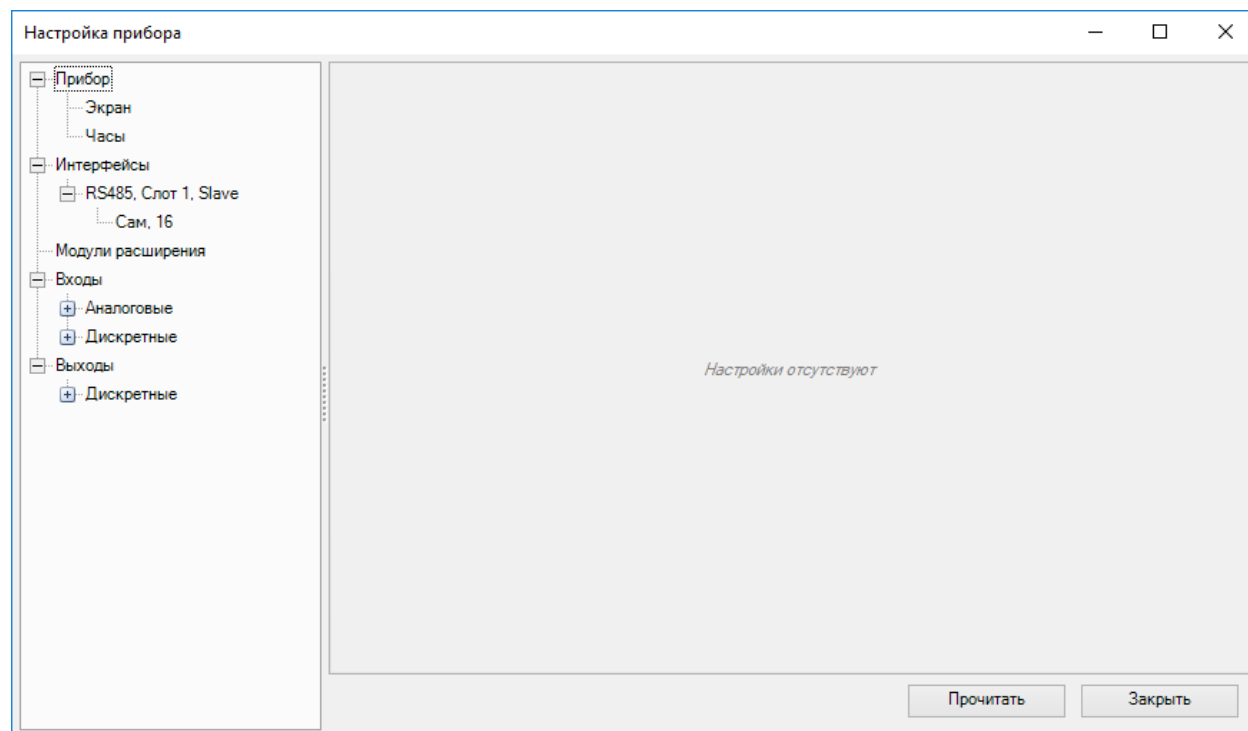 Настройка прибора
Прибор
Экран
Часы
Интерфейсы
RS485, Слот 1, Slave
Сам, 16
Модули расширения
Входы
Аналоговые
Дискретные
Выходы
Дискретные
Настройки отсутствуют
Прочитать
Закрыть